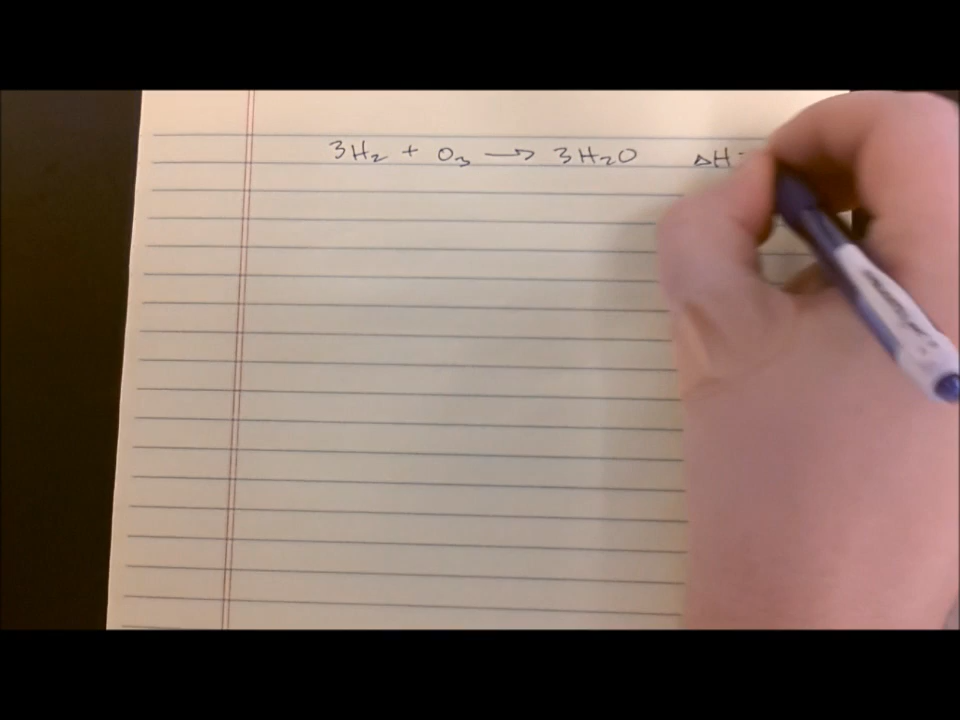 3H₂ + O₃ → 3H₂O ΔH =